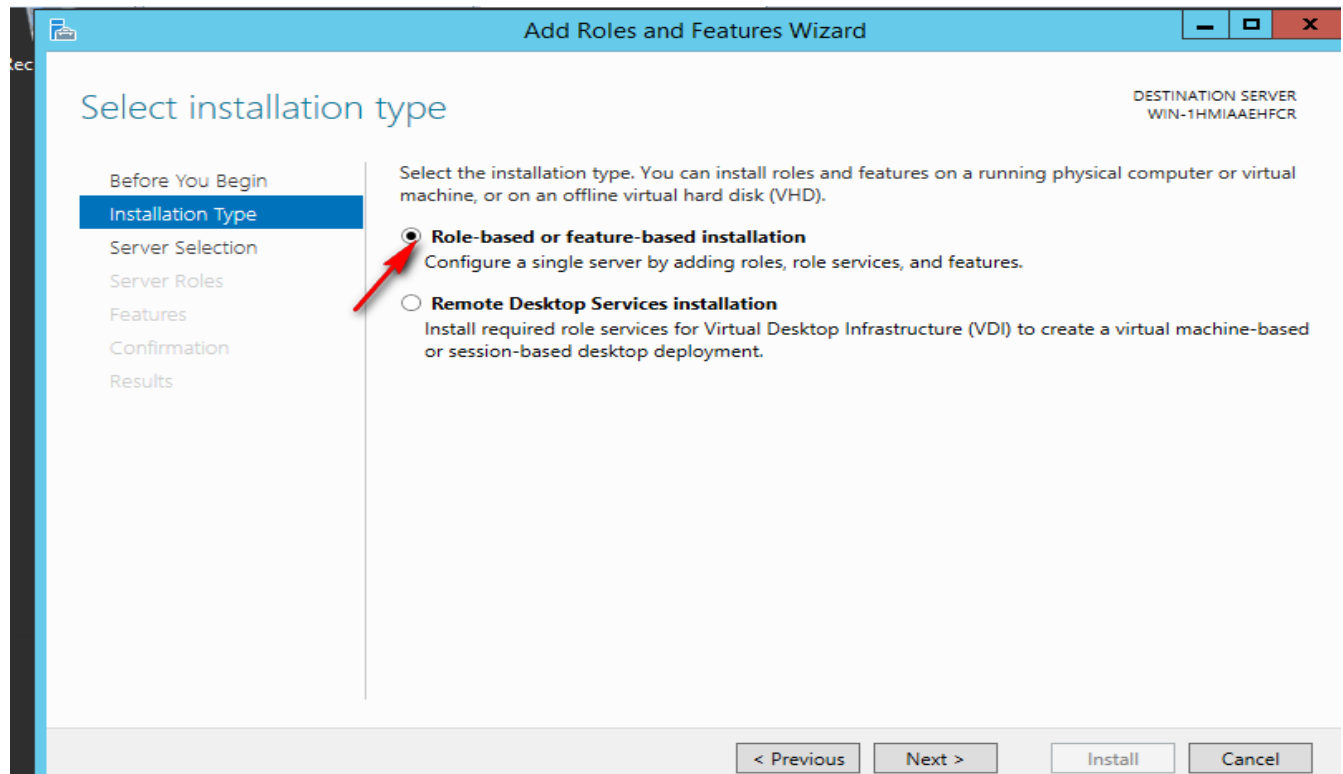 Add Roles and Features Wizard
ec
Select installation type
DESTINATION SERVER
WIN-1HMIAAEHFCR
Before You Begin
Installation Type
Server Selection
Server Roles
Features
Confirmation
Results
Select the installation type. You can install roles and features on a running physical computer or virtual
machine, or on an offline virtual hard disk (VHD).
Role-based or feature-based installation
Configure a single server by adding roles, role services, and features.
Remote Desktop Services installation
Install required role services for Virtual Desktop Infrastructure (VDI) to create a virtual machine-based
or session-based desktop deployment.
< Previous
Next >
Install
Cancel